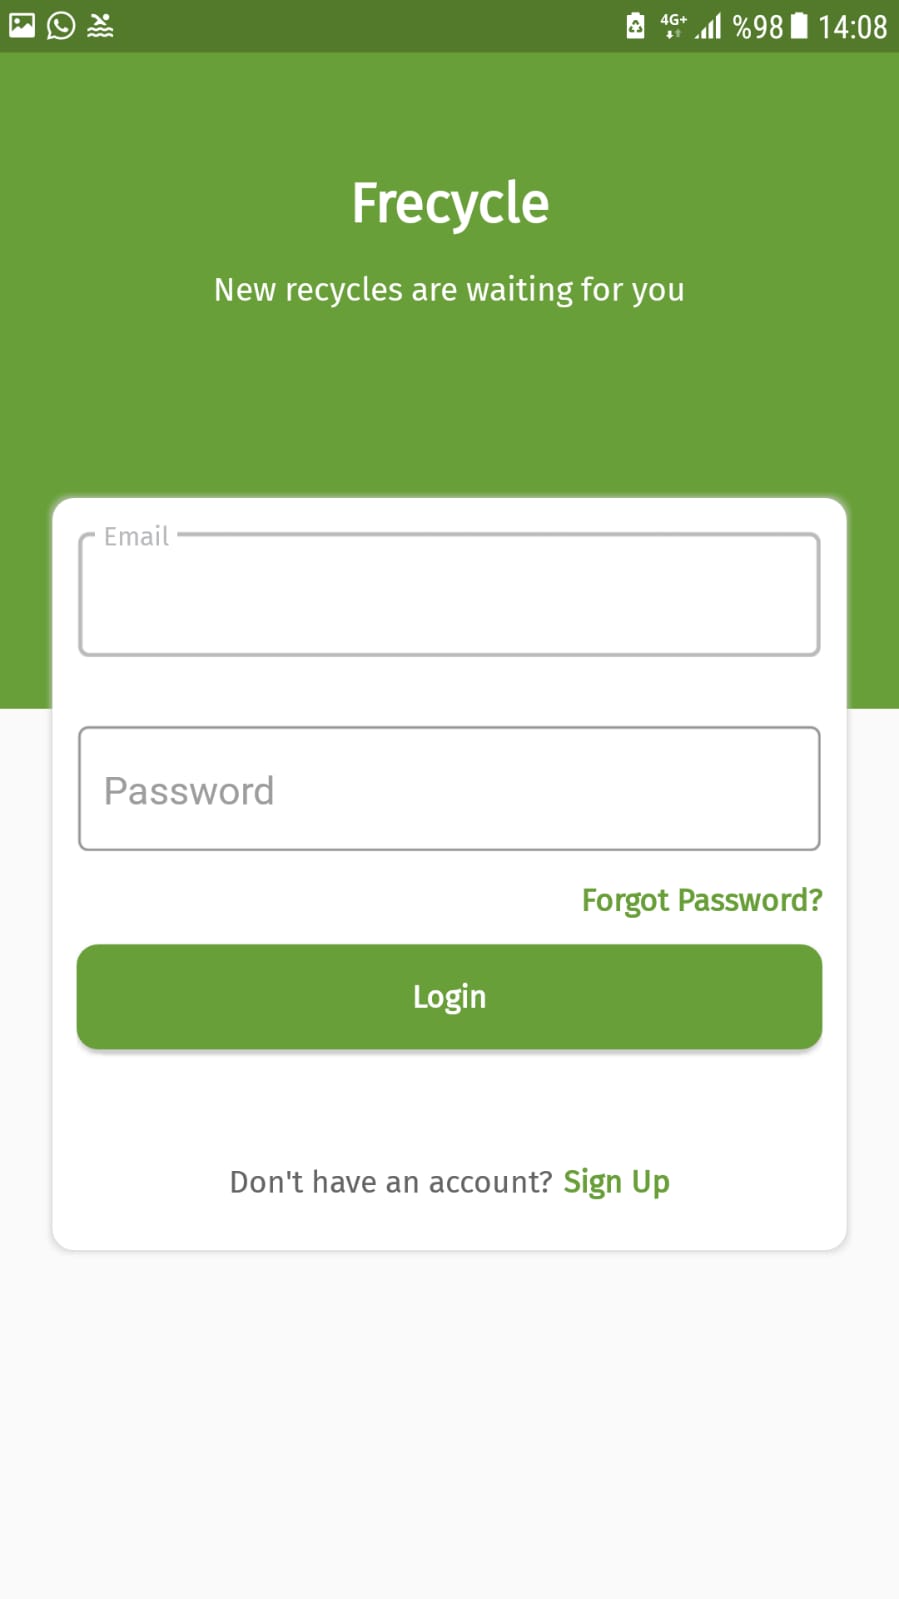 4G+ %98 14:08
Frecycle
New recycles are waiting for you
Email
Password
Forgot Password?
Login
Don't have an account? Sign Up